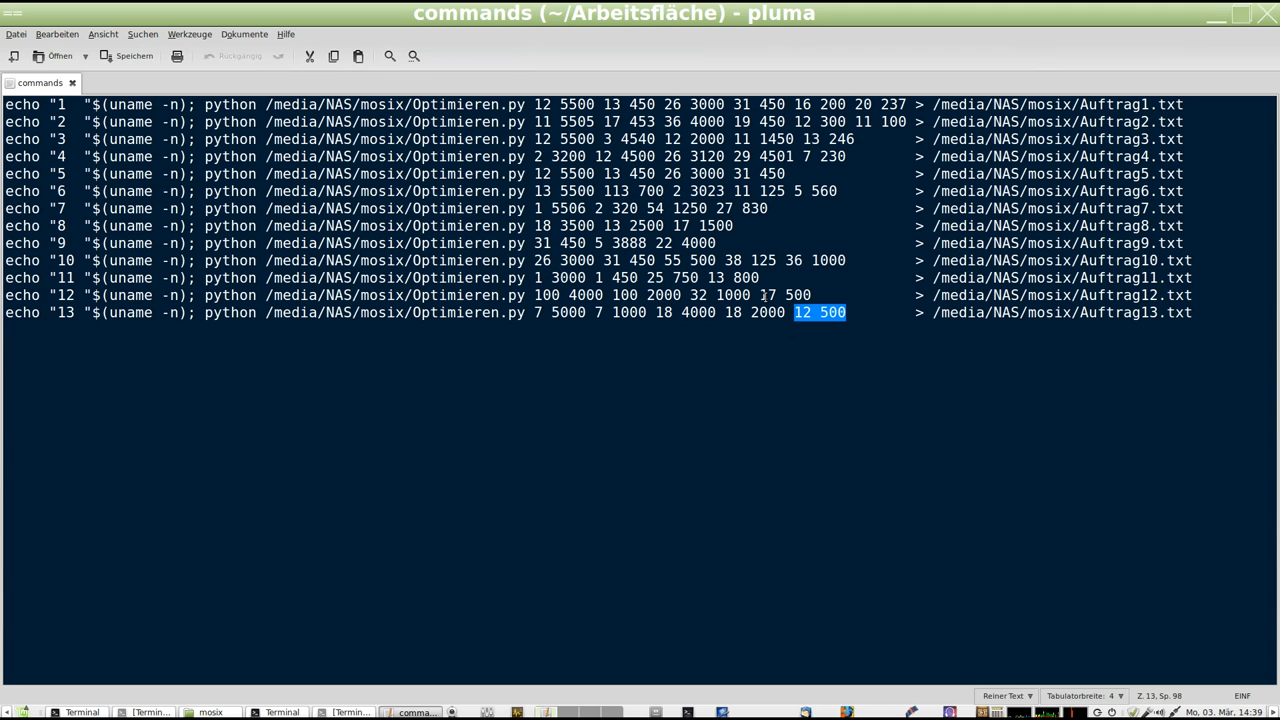 commands (~/Arbeitsfläche) - pluma
Datei Bearbeiten Ansicht Suchen Werkzeuge Dokumente Hilfe
Öffnen Speichern Rückgängig
commands
echo "1  "$(uname -n); python /media/NAS/mosix/Optimieren.py 12 5500 13 450 26 3000 31 450 16 200 20 237 > /media/NAS/mosix/Auftrag1.txt
echo "2  "$(uname -n); python /media/NAS/mosix/Optimieren.py 11 5505 17 453 36 4000 19 450 12 300 11 100 > /media/NAS/mosix/Auftrag2.txt
echo "3  "$(uname -n); python /media/NAS/mosix/Optimieren.py 12 5500 3 4540 12 2000 11 1450 13 246       > /media/NAS/mosix/Auftrag3.txt
echo "4  "$(uname -n); python /media/NAS/mosix/Optimieren.py 2 3200 12 4500 26 3120 29 4501 7 230        > /media/NAS/mosix/Auftrag4.txt
echo "5  "$(uname -n); python /media/NAS/mosix/Optimieren.py 12 5500 13 450 26 3000 31 450               > /media/NAS/mosix/Auftrag5.txt
echo "6  "$(uname -n); python /media/NAS/mosix/Optimieren.py 13 5500 113 700 2 3023 11 125 5 560         > /media/NAS/mosix/Auftrag6.txt
echo "7  "$(uname -n); python /media/NAS/mosix/Optimieren.py 1 5506 2 320 54 1250 27 830                 > /media/NAS/mosix/Auftrag7.txt
echo "8  "$(uname -n); python /media/NAS/mosix/Optimieren.py 18 3500 13 2500 17 1500                     > /media/NAS/mosix/Auftrag8.txt
echo "9  "$(uname -n); python /media/NAS/mosix/Optimieren.py 31 450 5 3888 22 4000                       > /media/NAS/mosix/Auftrag9.txt
echo "10 "$(uname -n); python /media/NAS/mosix/Optimieren.py 26 3000 31 450 55 500 38 125 36 1000        > /media/NAS/mosix/Auftrag10.txt
echo "11 "$(uname -n); python /media/NAS/mosix/Optimieren.py 1 3000 1 450 25 750 13 800                  > /media/NAS/mosix/Auftrag11.txt
echo "12 "$(uname -n); python /media/NAS/mosix/Optimieren.py 100 4000 100 2000 32 1000 17 500            > /media/NAS/mosix/Auftrag12.txt
echo "13 "$(uname -n); python /media/NAS/mosix/Optimieren.py 7 5000 7 1000 18 4000 18 2000 12 500        > /media/NAS/mosix/Auftrag13.txt
Reiner Text Tabulatorbreite: 4 Z. 13, Sp. 98 EINF
Terminal [Termin... mosix Terminal [Termin... comma... Mo, 03. Mär, 14:39